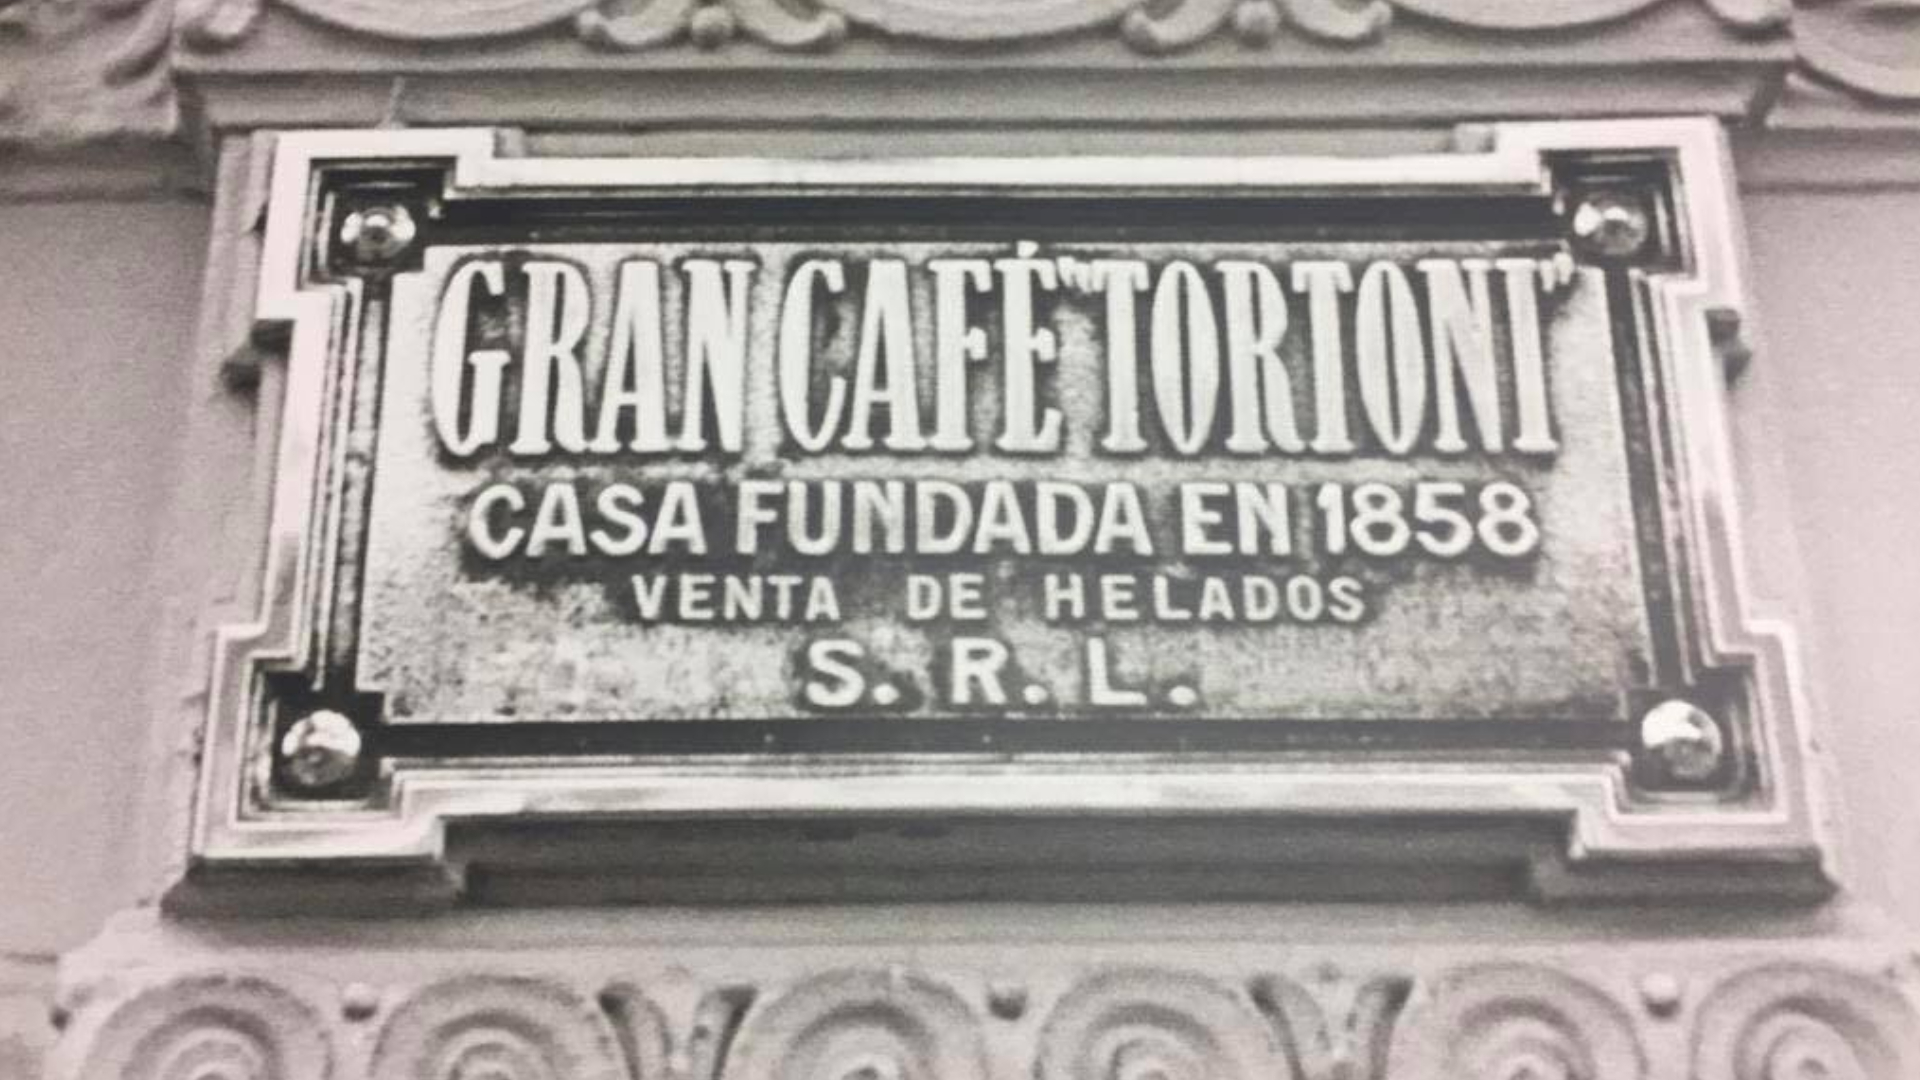 GRAN CAFÉ "TORTONI"
CASA FUNDADA EN 1858
VENTA DE HELADOS
S. R. L.